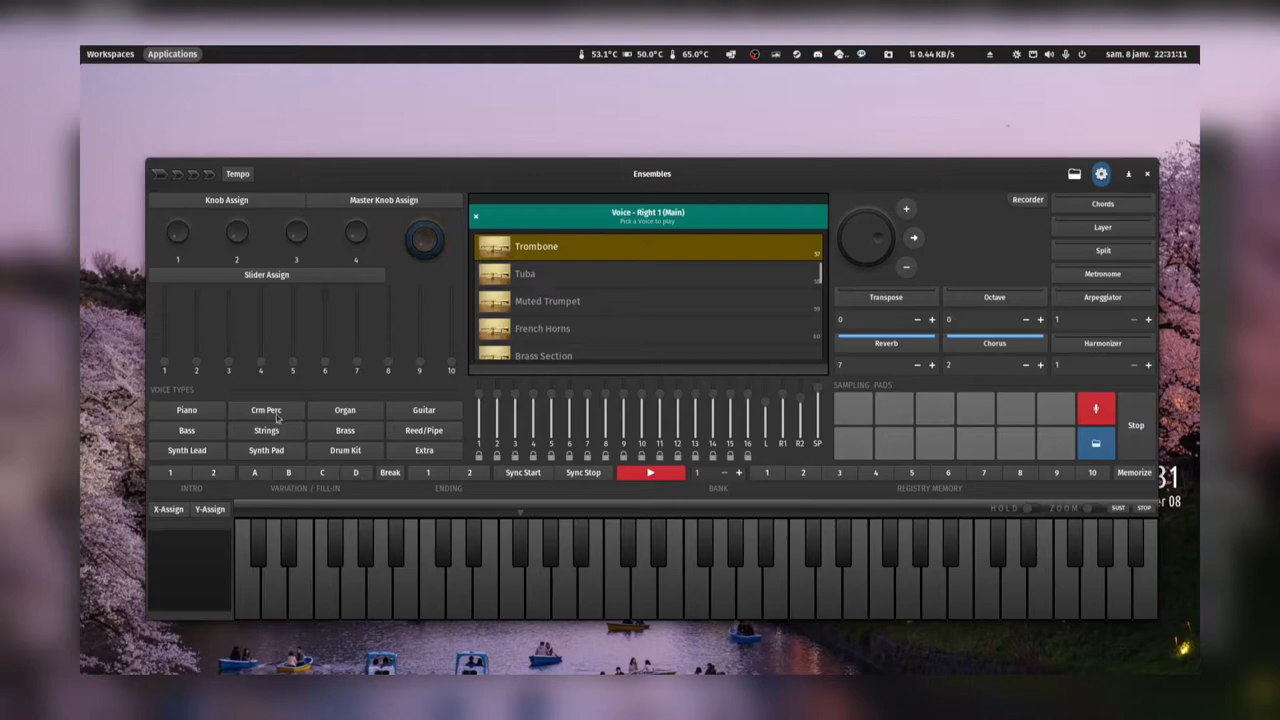 Workspaces Applications 53.1°C 50.0°C 65.0°C 0.44 KB/s sam. 8 janv. 22:31:11
Tempo Ensembles
Knob Assign Master Knob Assign
1 2 3 4
Slider Assign
1 2 3 4 5 6 7 8 9 10
Voice - Right 1 (Main)
Pick a Voice to play
Trombone 57
Tuba 58
Muted Trumpet 59
French Horns 60
Brass Section
+
−
Recorder
Chords
Layer
Split
Metronome
Transpose Octave Arpeggiator
0 − + 0 − + 1 − +
Reverb Chorus Harmonizer
7 − + 2 − + 1 − +
VOICE TYPES
Piano Crm Perc Organ Guitar
Bass Strings Brass Reed/Pipe
Synth Lead Synth Pad Drum Kit Extra
1 2 3 4 5 6 7 8 9 10 11 12 13 14 15 16 L R1 R2 SP
SAMPLING PADS
Stop
1 2 A B C D Break 1 2 Sync Start Sync Stop 1 − + 1 2 3 4 5 6 7 8 9 10 Memorize
INTRO VARIATION / FILL-IN ENDING BANK REGISTRY MEMORY
31
er 08
X-Assign Y-Assign HOLD ZOOM SUST STOP